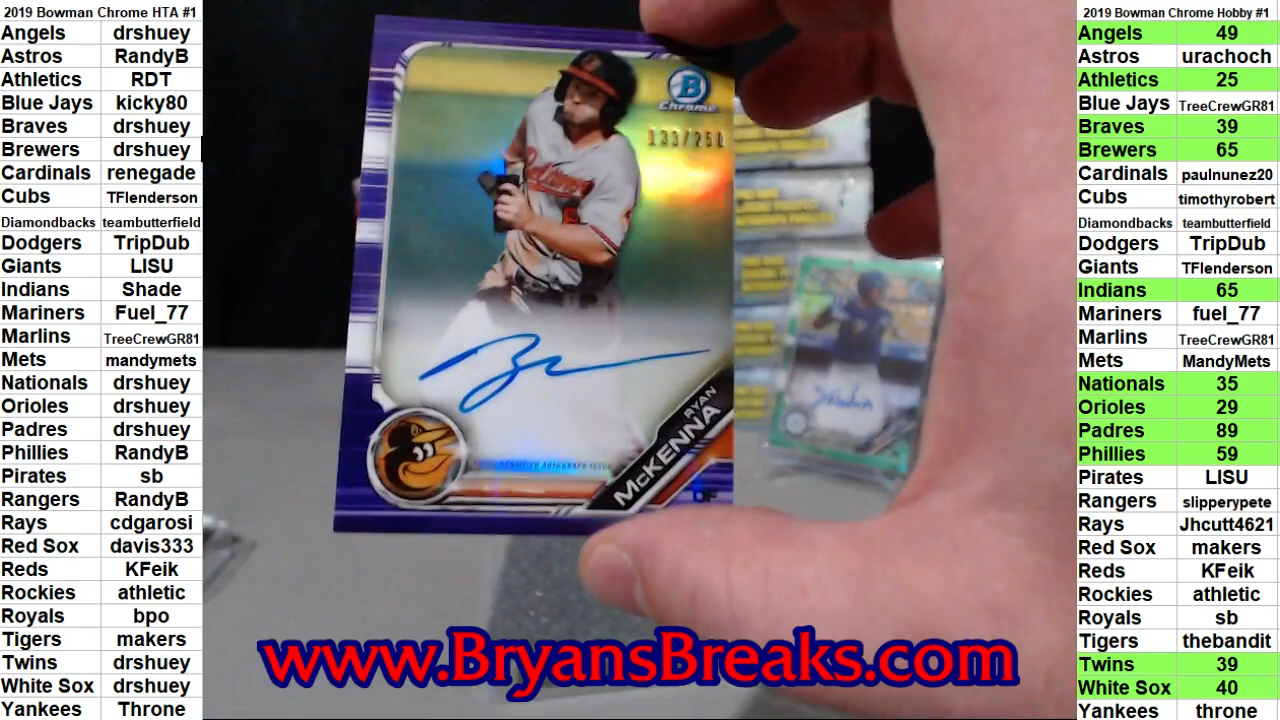 2019 Bowman Chrome HTA #1
Angels drshuey
Astros RandyB
Athletics RDT
Blue Jays kicky80
Braves drshuey
Brewers drshuey
Cardinals renegade
Cubs TFlenderson
Diamondbacks teambutterfield
Dodgers TripDub
Giants LISU
Indians Shade
Mariners Fuel_77
Marlins TreeCrewGR81
Mets mandymets
Nationals drshuey
Orioles drshuey
Padres drshuey
Phillies RandyB
Pirates sb
Rangers RandyB
Rays cdgarosi
Red Sox davis333
Reds KFeik
Rockies athletic
Royals bpo
Tigers makers
Twins drshuey
White Sox drshuey
Yankees Throne
B
Chrome
133/250
Orioles
RYAN
McKENNA
OF
www.BryansBreaks.com
2019 Bowman Chrome Hobby #1
Angels 49
Astros urachoch
Athletics 25
Blue Jays TreeCrewGR81
Braves 39
Brewers 65
Cardinals paulnunez20
Cubs timothyrobert
Diamondbacks teambutterfield
Dodgers TripDub
Giants TFlenderson
Indians 65
Mariners fuel_77
Marlins TreeCrewGR81
Mets MandyMets
Nationals 35
Orioles 29
Padres 89
Phillies 59
Pirates LISU
Rangers slipperypete
Rays Jhcutt4621
Red Sox makers
Reds KFeik
Rockies athletic
Royals sb
Tigers thebandit
Twins 39
White Sox 40
Yankees throne